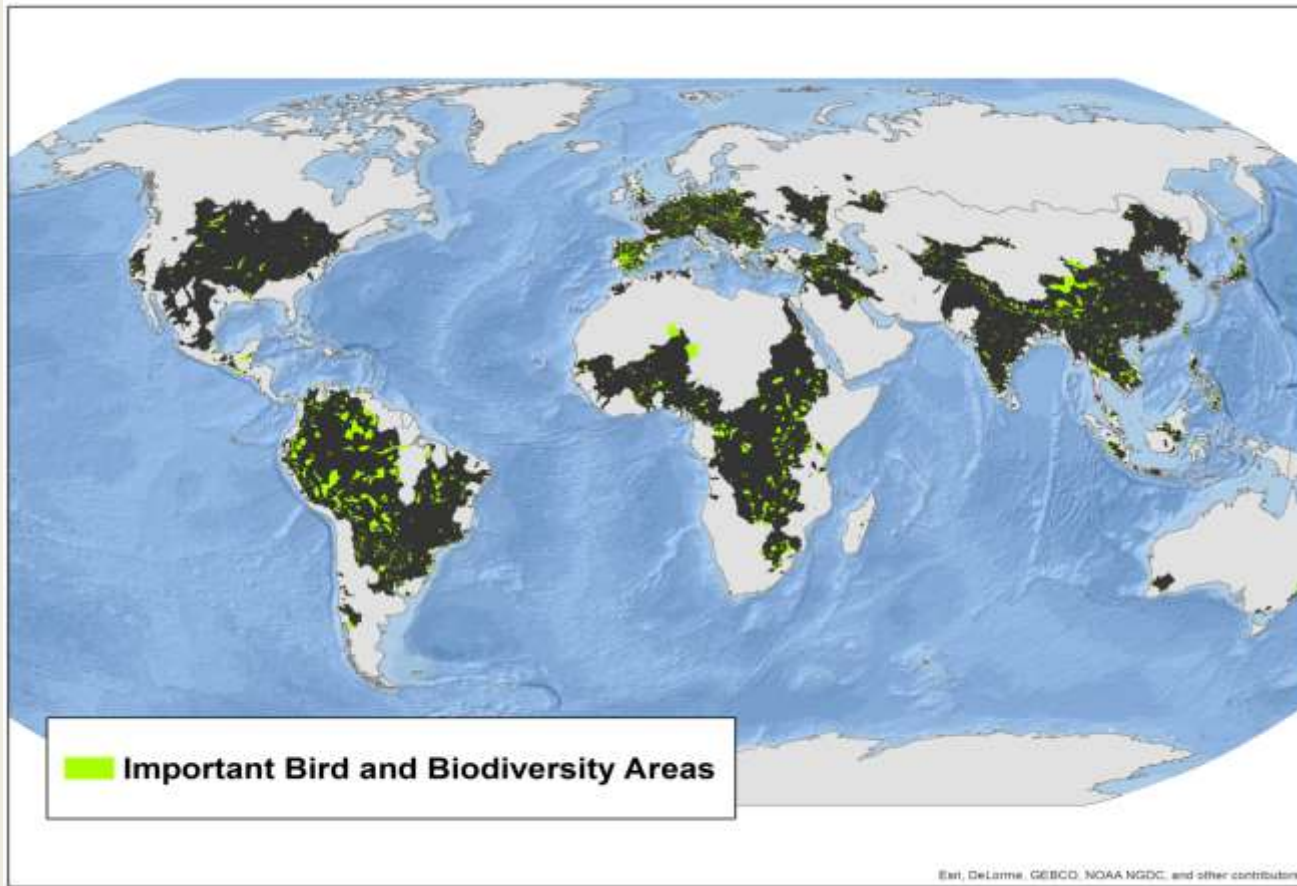 Important Bird and Biodiversity Areas
Esri, DeLorme, GEBCO, NOAA NGDC, and other contributors